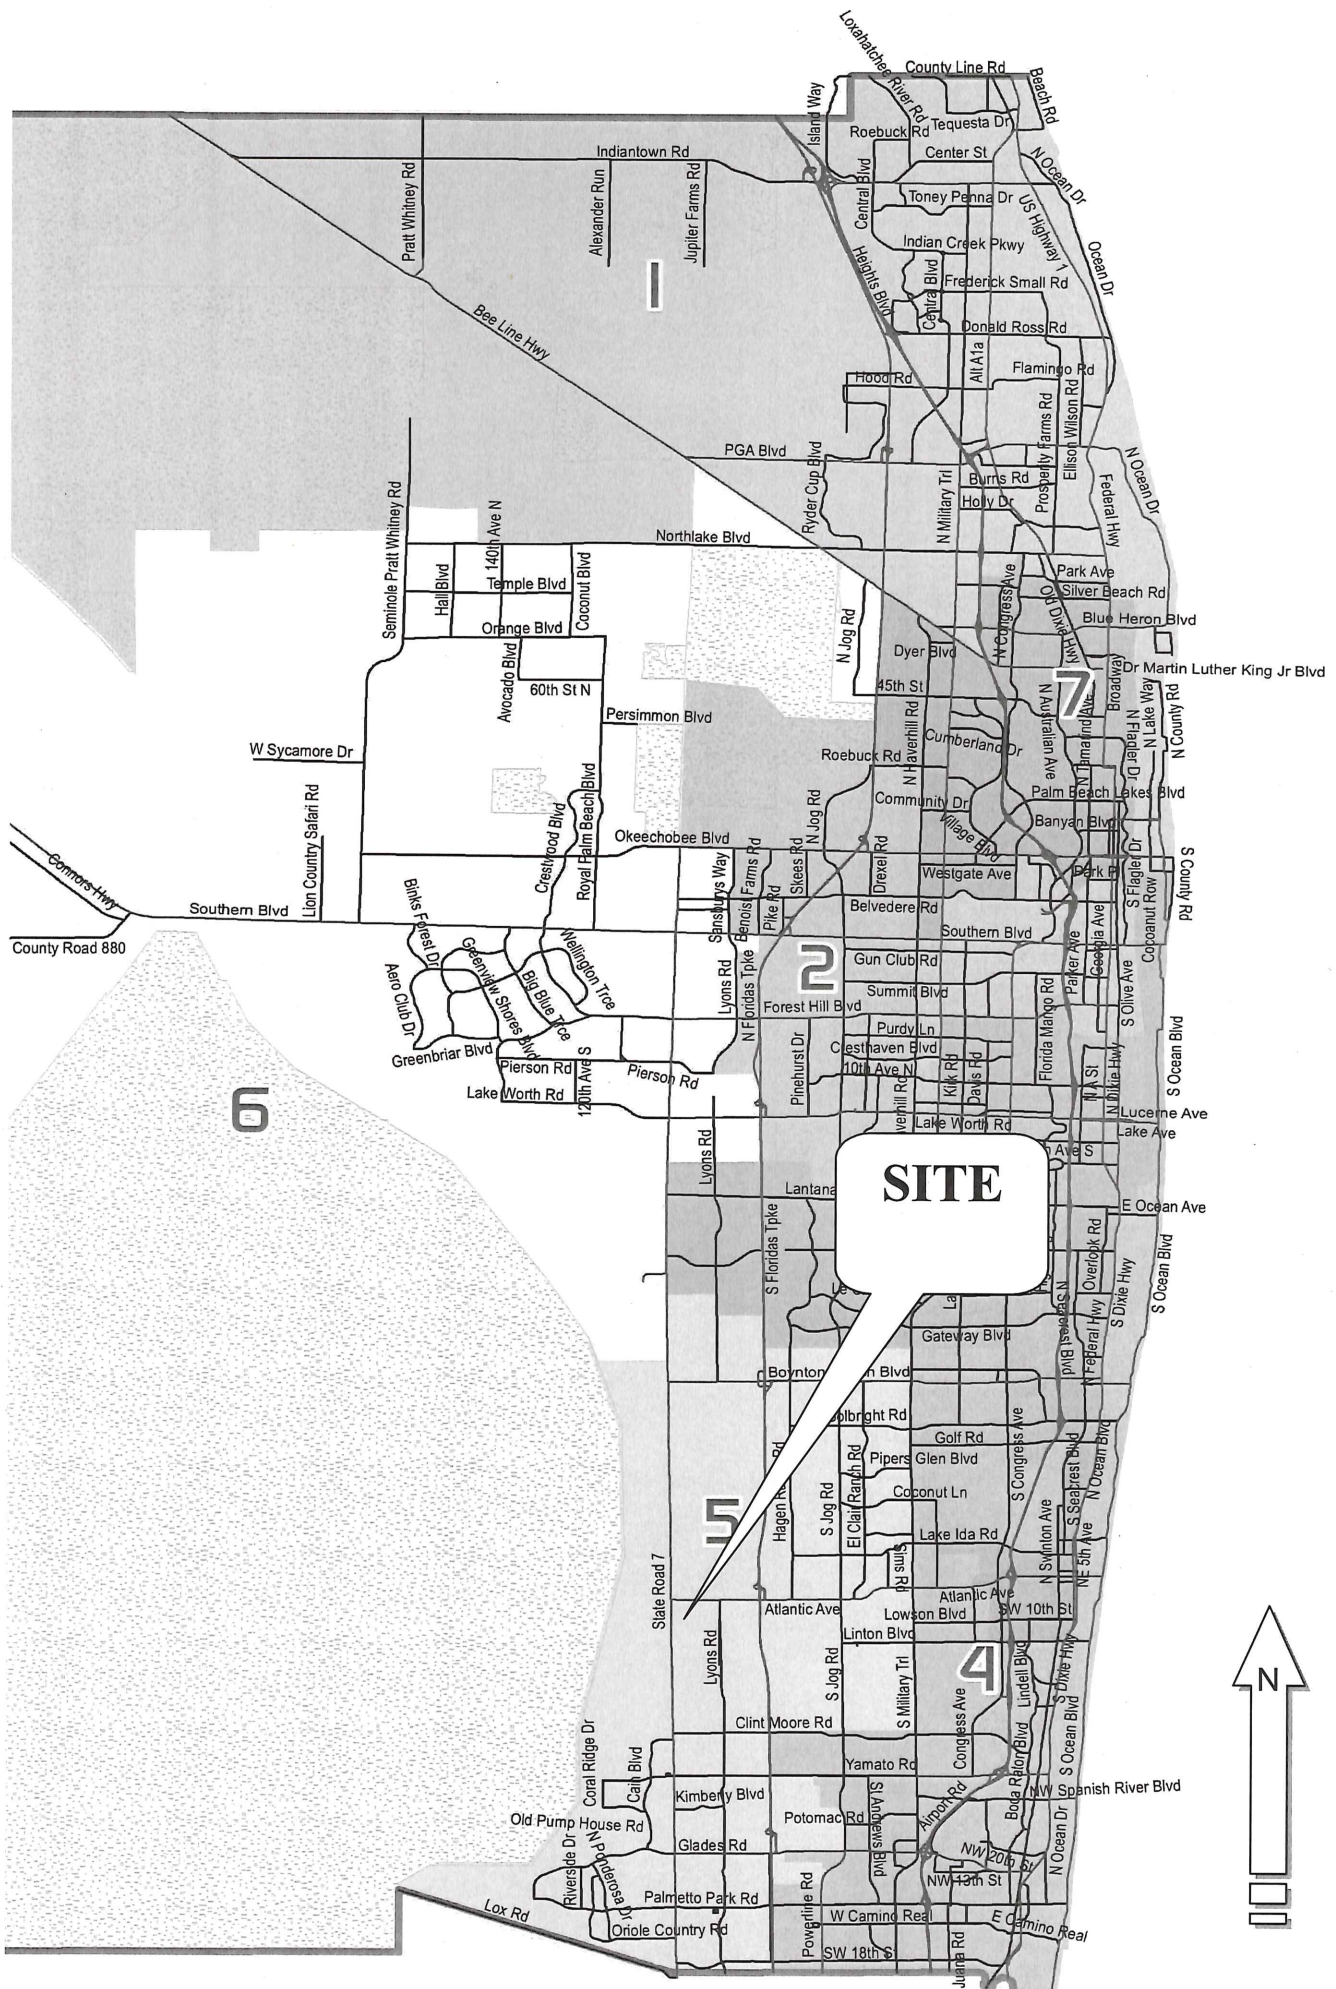 Loxahatchee River Rd
County Line Rd
Beach Rd
Island Way
Roebuck Rd
Tequesta Dr
Center St
N Ocean Dr
Indiantown Rd
Pratt Whitney Rd
Alexander Run
Jupiter Farms Rd
Central Blvd
Toney Penna Dr
US Highway 1
Indian Creek Pkwy
Ocean Dr
Heights Blvd
Central Blvd
Frederick Small Rd
1
Bee Line Hwy
Donald Ross Rd
Alt A1a
Flamingo Rd
Hood Rd
Prosperity Farms Rd
Ellison Wilson Rd
PGA Blvd
Ryder Cup Blvd
N Military Trl
Burns Rd
Holly Dr
Federal Hwy
N Ocean Dr
Seminole Pratt Whitney Rd
140th Ave N
Northlake Blvd
Hall Blvd
Temple Blvd
Coconut Blvd
Orange Blvd
Avocado Blvd
60th St N
Persimmon Blvd
N Jog Rd
N Congress Ave
Park Ave
Silver Beach Rd
Old Dixie Hwy
Blue Heron Blvd
Dyer Blvd
Dr Martin Luther King Jr Blvd
45th St
7
Broadway
N Australian Ave
N Tamarind Ave
N Flagler Dr
N Lake Way
N County Rd
W Sycamore Dr
Roebuck Rd
N Haverhill Rd
Cumberland Dr
Lion Country Safari Rd
Crestwood Blvd
Royal Palm Beach Blvd
N Jog Rd
Community Dr
Village Blvd
Palm Beach Lakes Blvd
Banyan Blvd
Okeechobee Blvd
Connors Hwy
Sansburys Way
Benoist Farms Rd
Pike Rd
Skees Rd
Drexel Rd
Westgate Ave
Park Pl
S Flagler Dr
Cocoanut Row
S County Rd
Southern Blvd
County Road 880
Belvedere Rd
Southern Blvd
Binks Forest Dr
Aero Club Dr
Greenview Shores Blvd
Big Blue Trce
Wellington Trce
Greenbriar Blvd
Lyons Rd
N Floridas Tpke
2
Gun Club Rd
Summit Blvd
Forest Hill Blvd
Parker Ave
Georgia Ave
S Olive Ave
Florida Mango Rd
Purdy Ln
Cresthaven Blvd
10th Ave N
Pinehurst Dr
Kirk Rd
Davis Rd
N A St
N Dixie Hwy
S Ocean Blvd
Pierson Rd
Pierson Rd
Lake Worth Rd
120th Ave S
6
averhill Rd
Lake Worth Rd
Lucerne Ave
Lake Ave
Ave S
Lyons Rd
Lantana
SITE
E Ocean Ave
S Floridas Tpke
Overlook Rd
S Dixie Hwy
S Ocean Blvd
Le
La
N Seacrest Blvd
N Federal Hwy
Gateway Blvd
Boynton
n Blvd
olbright Rd
Golf Rd
Pipers Glen Blvd
Coconut Ln
Lake Ida Rd
Rd
Hagen R
S Jog Rd
El Clair Ranch Rd
Sims Rd
S Congress Ave
S Seacrest Blvd
N Ocean Blvd
N Swinton Ave
NE 5th Ave
5
State Road 7
Atlantic Ave
Atlantic Ave
Lowson Blvd
SW 10th St
Linton Blvd
Lyons Rd
S Jog Rd
S Military Trl
4
Congress Ave
Lindell Blvd
S Dixie Hwy
S Ocean Blvd
N
Clint Moore Rd
Yamato Rd
Coral Ridge Dr
Cain Blvd
Kimberly Blvd
Old Pump House Rd
Potomac Rd
St Andrews Blvd
Airport Rd
Boca Raton Blvd
NW Spanish River Blvd
N Ocean Dr
Glades Rd
NW 20th St
NW 13th St
Riverside Dr
N Ponderosa Dr
Palmetto Park Rd
Lox Rd
Oriole Country Rd
Powerline Rd
W Camino Real
E Camino Real
SW 18th St
Juana Rd